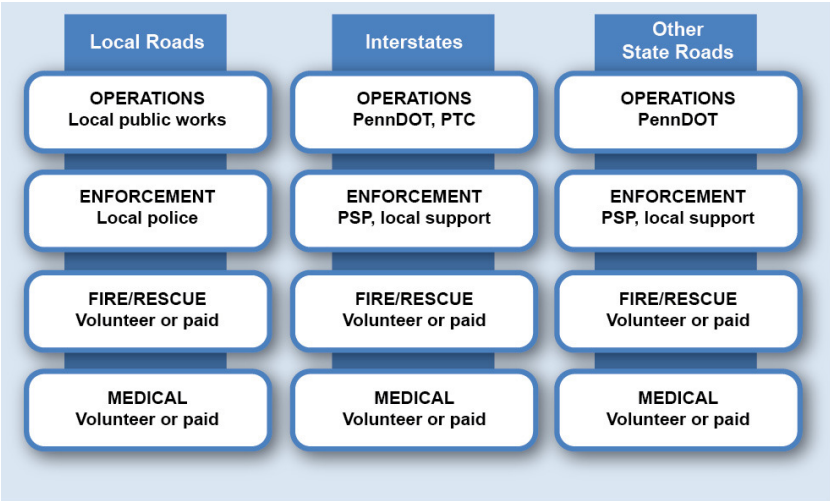 Local Roads
OPERATIONS
Local public works
ENFORCEMENT
Local police
FIRE/RESCUE
Volunteer or paid
MEDICAL
Volunteer or paid
Interstates
OPERATIONS
PennDOT, PTC
ENFORCEMENT
PSP, local support
FIRE/RESCUE
Volunteer or paid
MEDICAL
Volunteer or paid
Other
State Roads
OPERATIONS
PennDOT
ENFORCEMENT
PSP, local support
FIRE/RESCUE
Volunteer or paid
MEDICAL
Volunteer or paid